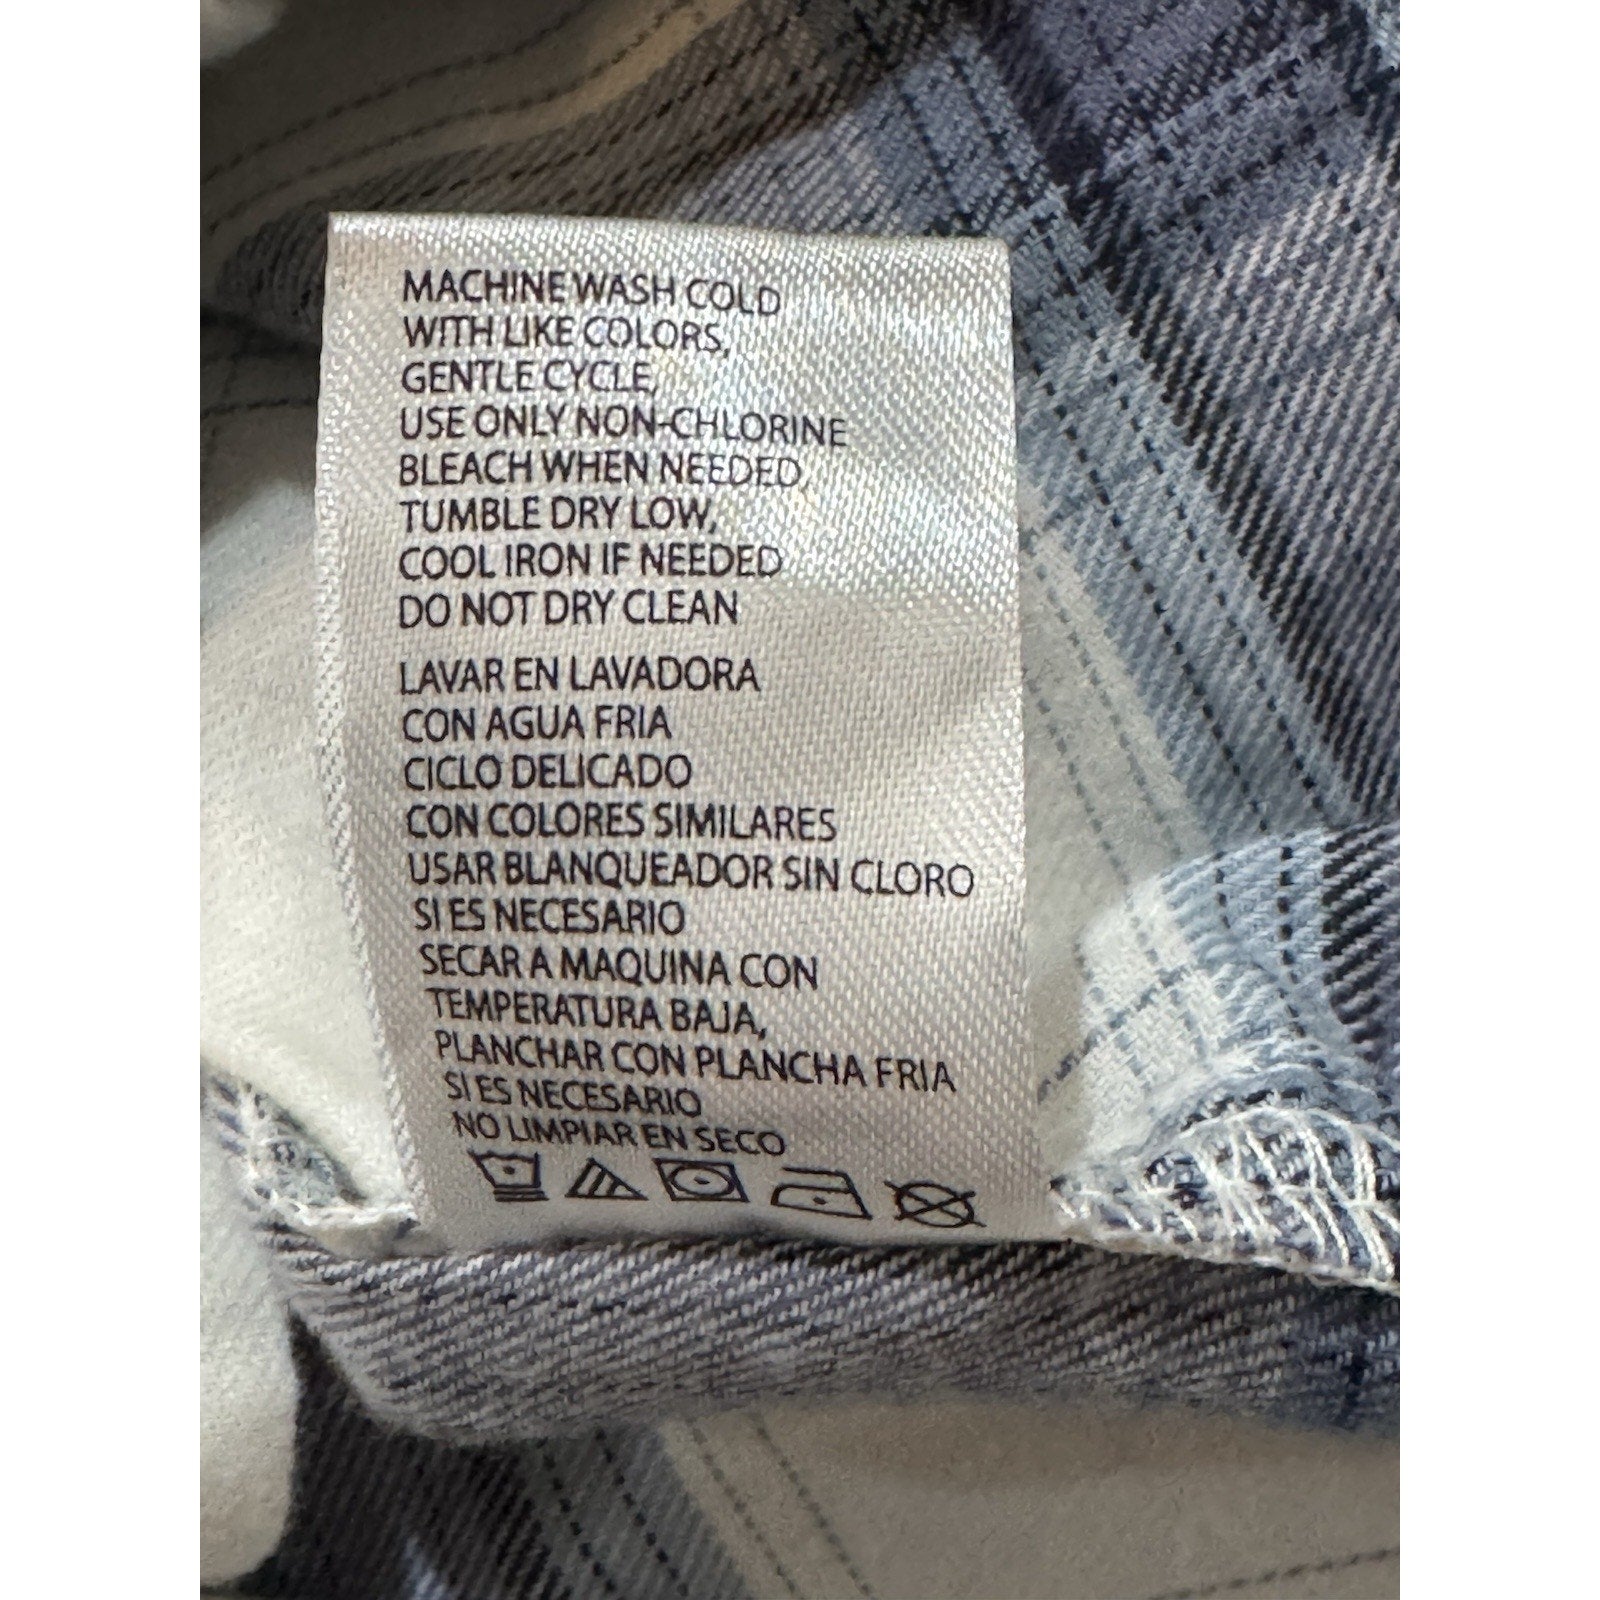 MACHINE WASH COLD
WITH LIKE COLORS,
GENTLE CYCLE,
USE ONLY NON-CHLORINE
BLEACH WHEN NEEDED
TUMBLE DRY LOW,
COOL IRON IF NEEDED
DO NOT DRY CLEAN
LAVAR EN LAVADORA
CON AGUA FRIA
CICLO DELICADO
CON COLORES SIMILARES
USAR BLANQUEADOR SIN CLORO
SI ES NECESARIO
SECAR A MAQUINA CON
TEMPERATURA BAJA,
PLANCHAR CON PLANCHA FRIA
SI ES NECESARIO
NO LIMPIAR EN SECO